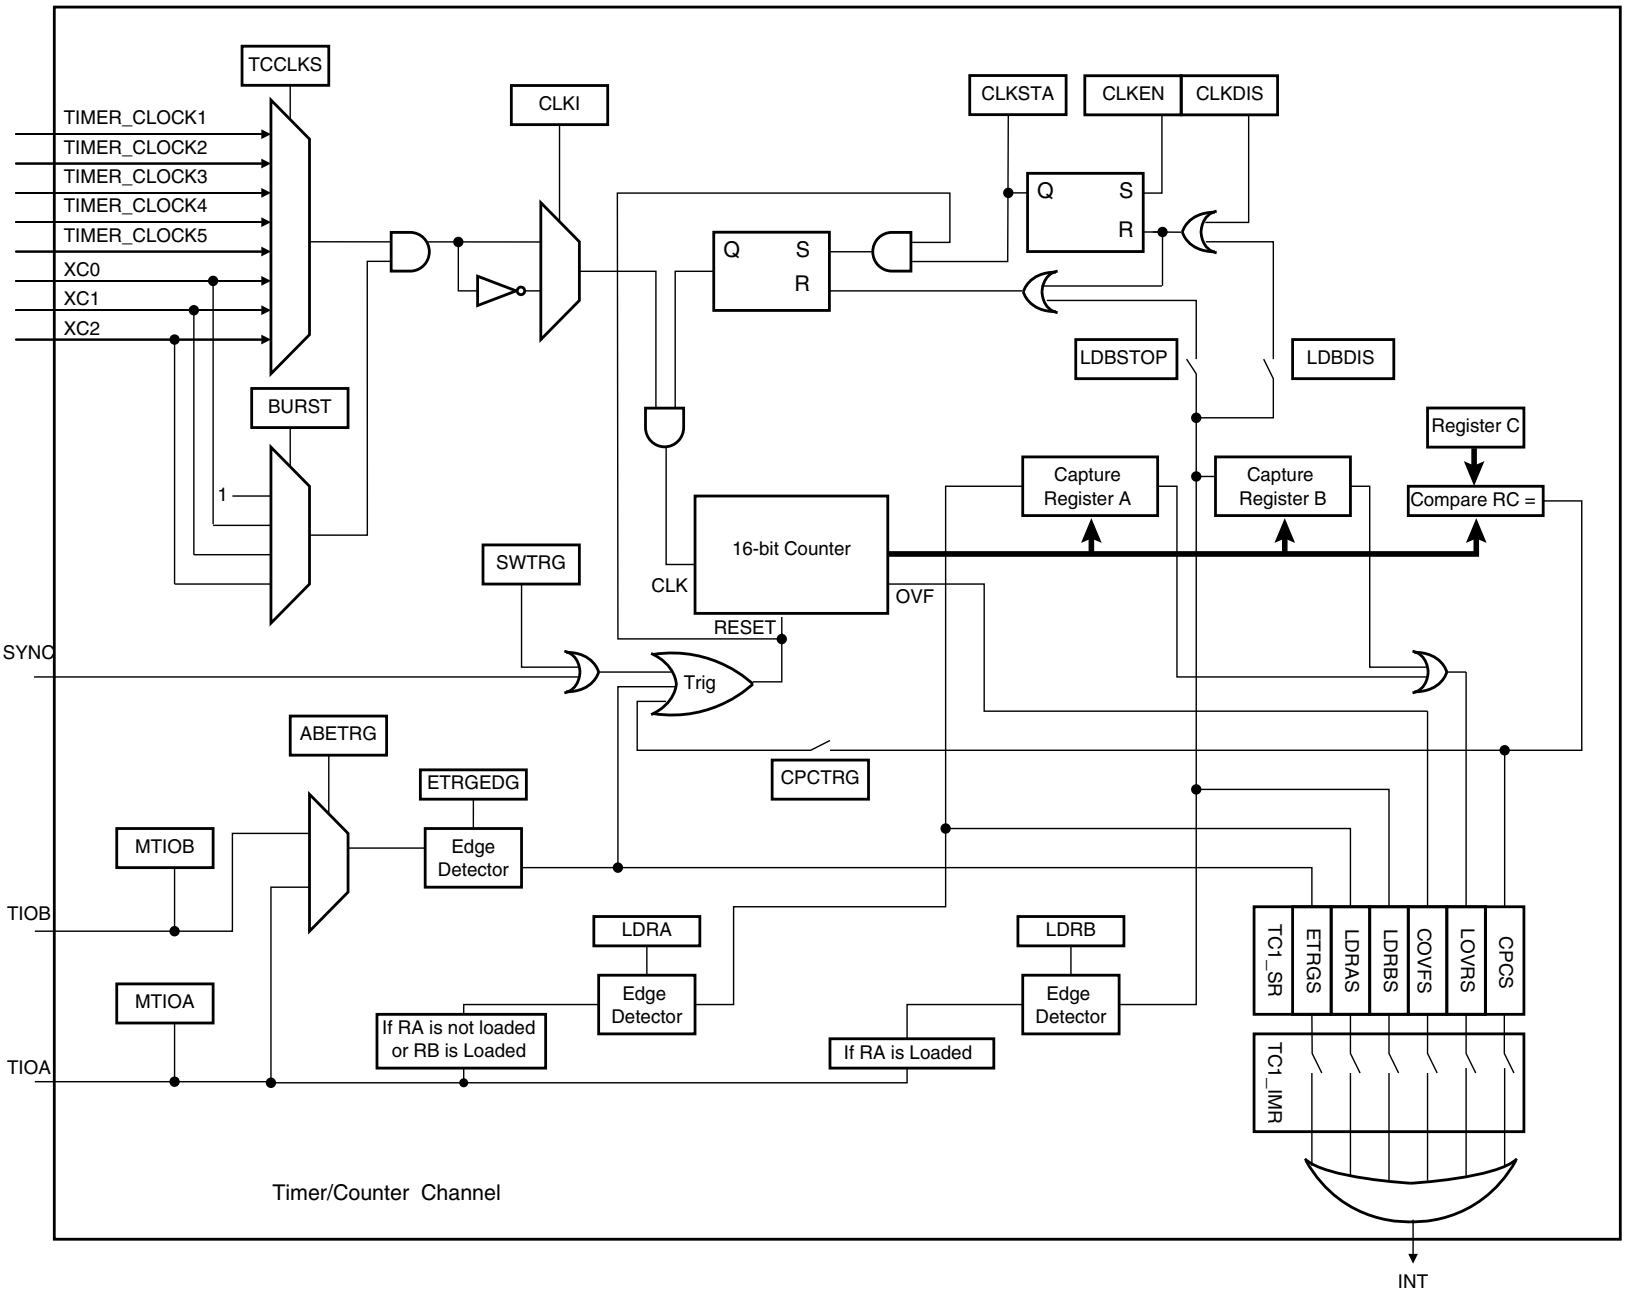 TCCLKS
CLKI
CLKSTA
CLKEN
CLKDIS
TIMER_CLOCK1
TIMER_CLOCK2
TIMER_CLOCK3
TIMER_CLOCK4
TIMER_CLOCK5
XC0
XC1
XC2
Q
S
R
Q
S
R
LDBSTOP
LDBDIS
BURST
1
Register C
Capture
Register A
Capture
Register B
Compare RC =
16-bit Counter
CLK
OVF
RESET
SWTRG
SYNC
Trig
ABETRG
CPCTRG
ETRGEDG
MTIOB
Edge
Detector
TIOB
LDRA
LDRB
MTIOA
Edge
Detector
Edge
Detector
If RA is not loaded
or RB is Loaded
If RA is Loaded
TIOA
TC1_SR
ETRGS
LDRAS
LDRBS
COVFS
LOVRS
CPCS
TC1_IMR
Timer/Counter Channel
INT